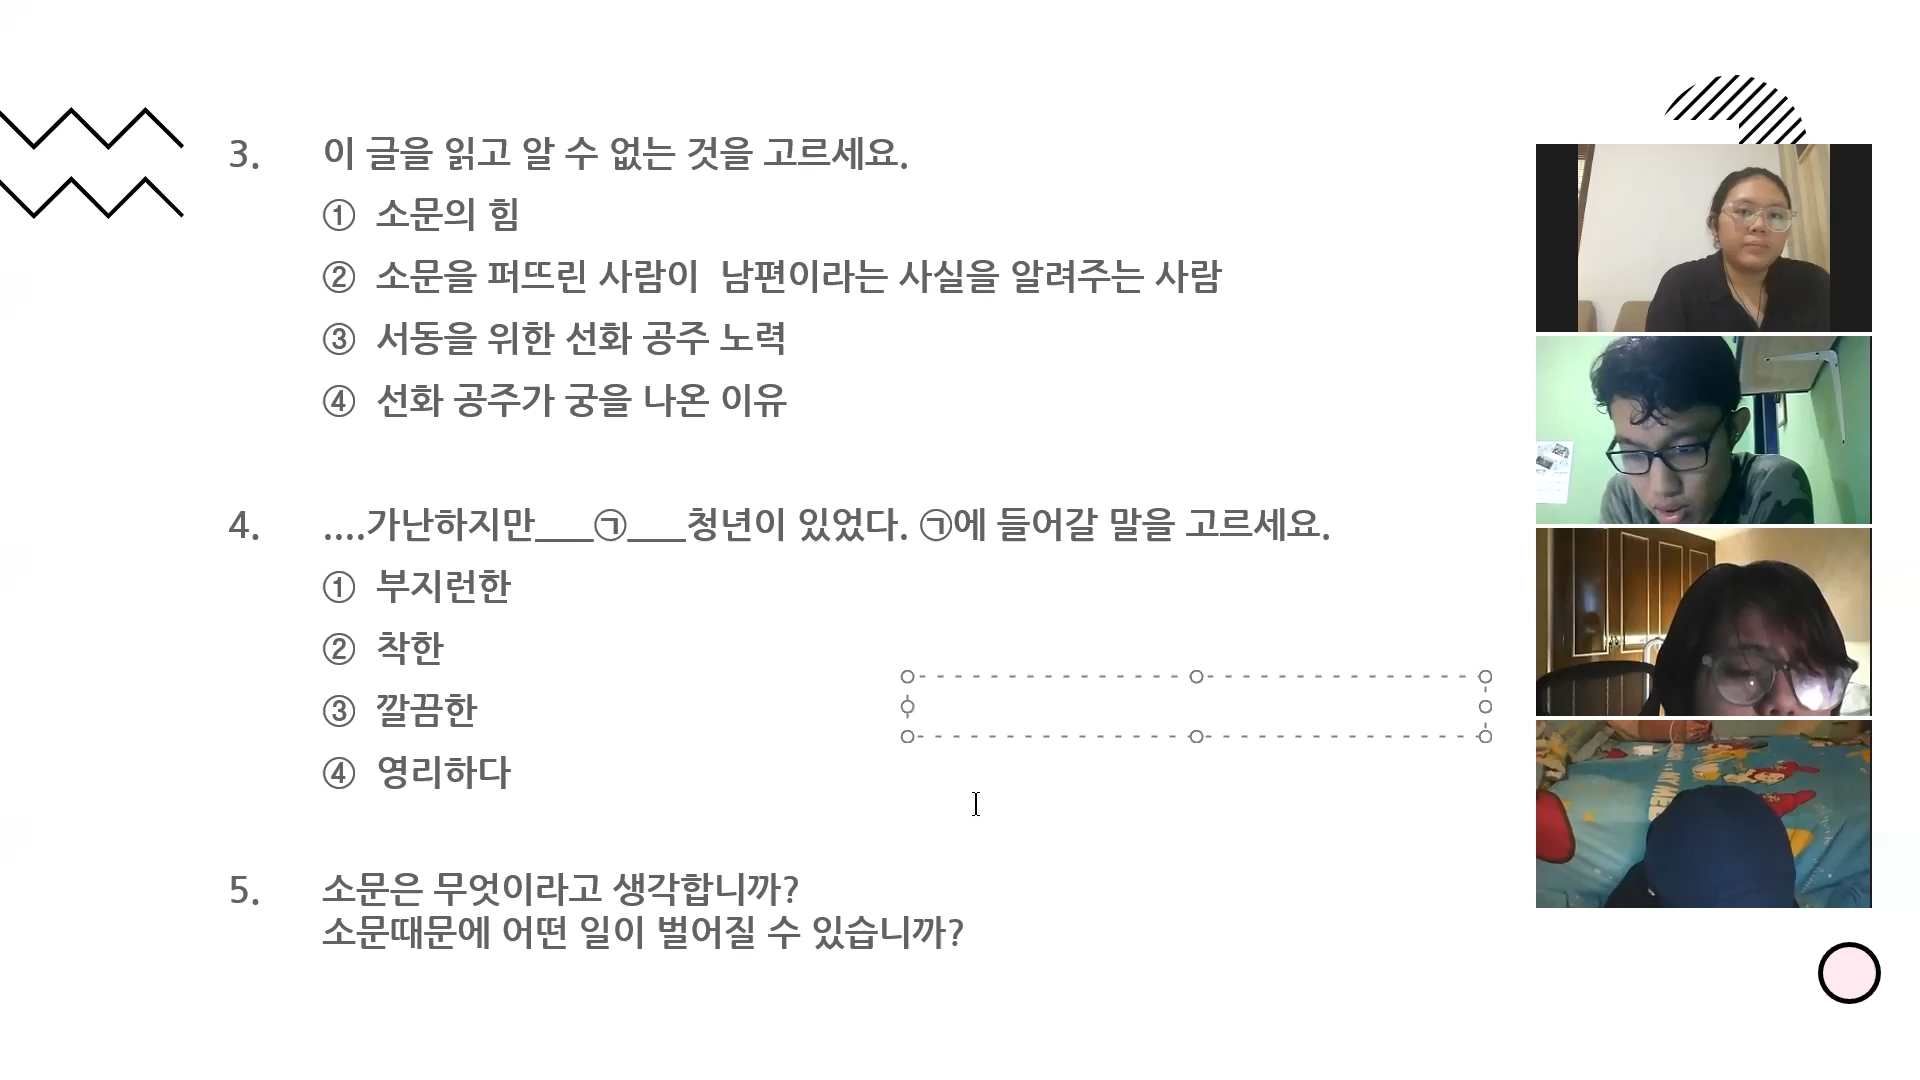 3. 이 글을 읽고 알 수 없는 것을 고르세요.
① 소문의 힘
② 소문을 퍼뜨린 사람이 남편이라는 사실을 알려주는 사람
③ 서동을 위한 선화 공주 노력
④ 선화 공주가 궁을 나온 이유
4. ....가난하지만___㉠___청년이 있었다. ㉠에 들어갈 말을 고르세요.
① 부지런한
② 착한
③ 깔끔한
④ 영리하다
5. 소문은 무엇이라고 생각합니까?
소문때문에 어떤 일이 벌어질 수 있습니까?